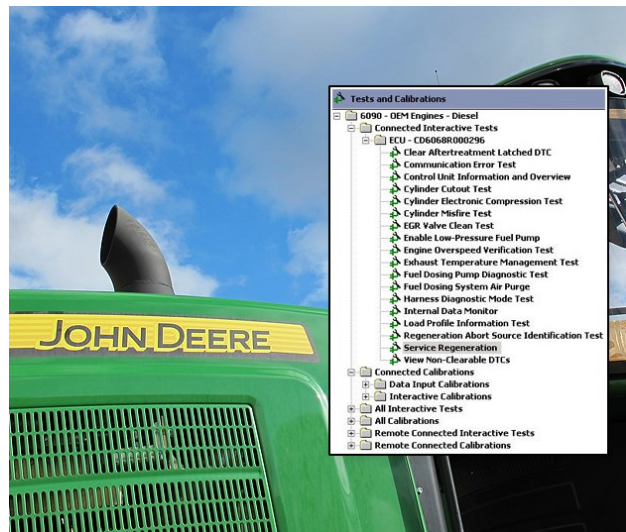 JOHN DEERE
Tests and Calibrations
6090 - OEM Engines - Diesel
Connected Interactive Tests
ECU - CD6068R000296
Clear Aftertreatment Latched DTC
Communication Error Test
Control Unit Information and Overview
Cylinder Cutout Test
Cylinder Electronic Compression Test
Cylinder Misfire Test
EGR Valve Clean Test
Enable Low-Pressure Fuel Pump
Engine Overspeed Verification Test
Exhaust Temperature Management Test
Fuel Dosing Pump Diagnostic Test
Fuel Dosing System Air Purge
Harness Diagnostic Mode Test
Internal Data Monitor
Load Profile Information Test
Regeneration Abort Source Identification Test
Service Regeneration
View Non-Clearable DTCs
Connected Calibrations
Data Input Calibrations
Interactive Calibrations
All Interactive Tests
All Calibrations
Remote Connected Interactive Tests
Remote Connected Calibrations